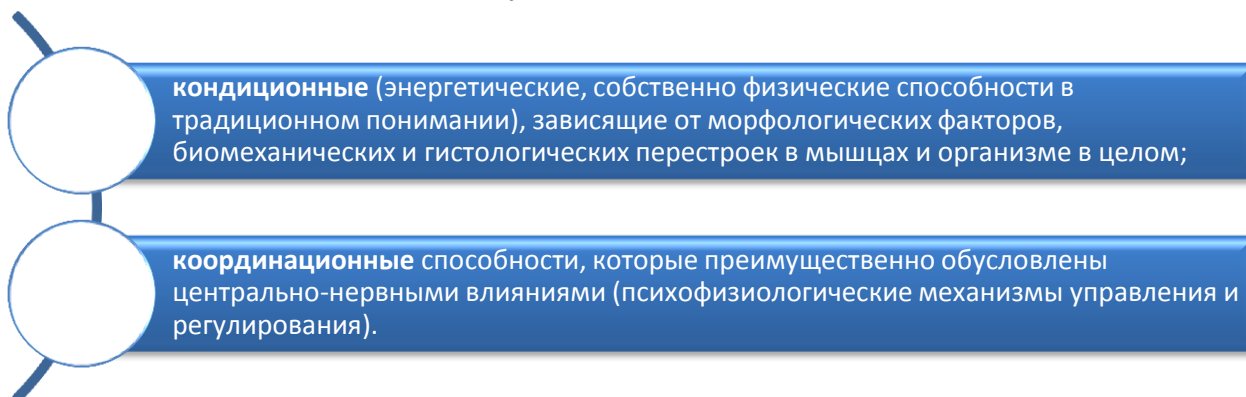 кондиционные (энергетические, собственно физические способности в
традиционном понимании), зависящие от морфологических факторов,
биомеханических и гистологических перестроек в мышцах и организме в целом;
координационные способности, которые преимущественно обусловлены
центрально-нервными влияниями (психофизиологические механизмы управления и
регулирования).